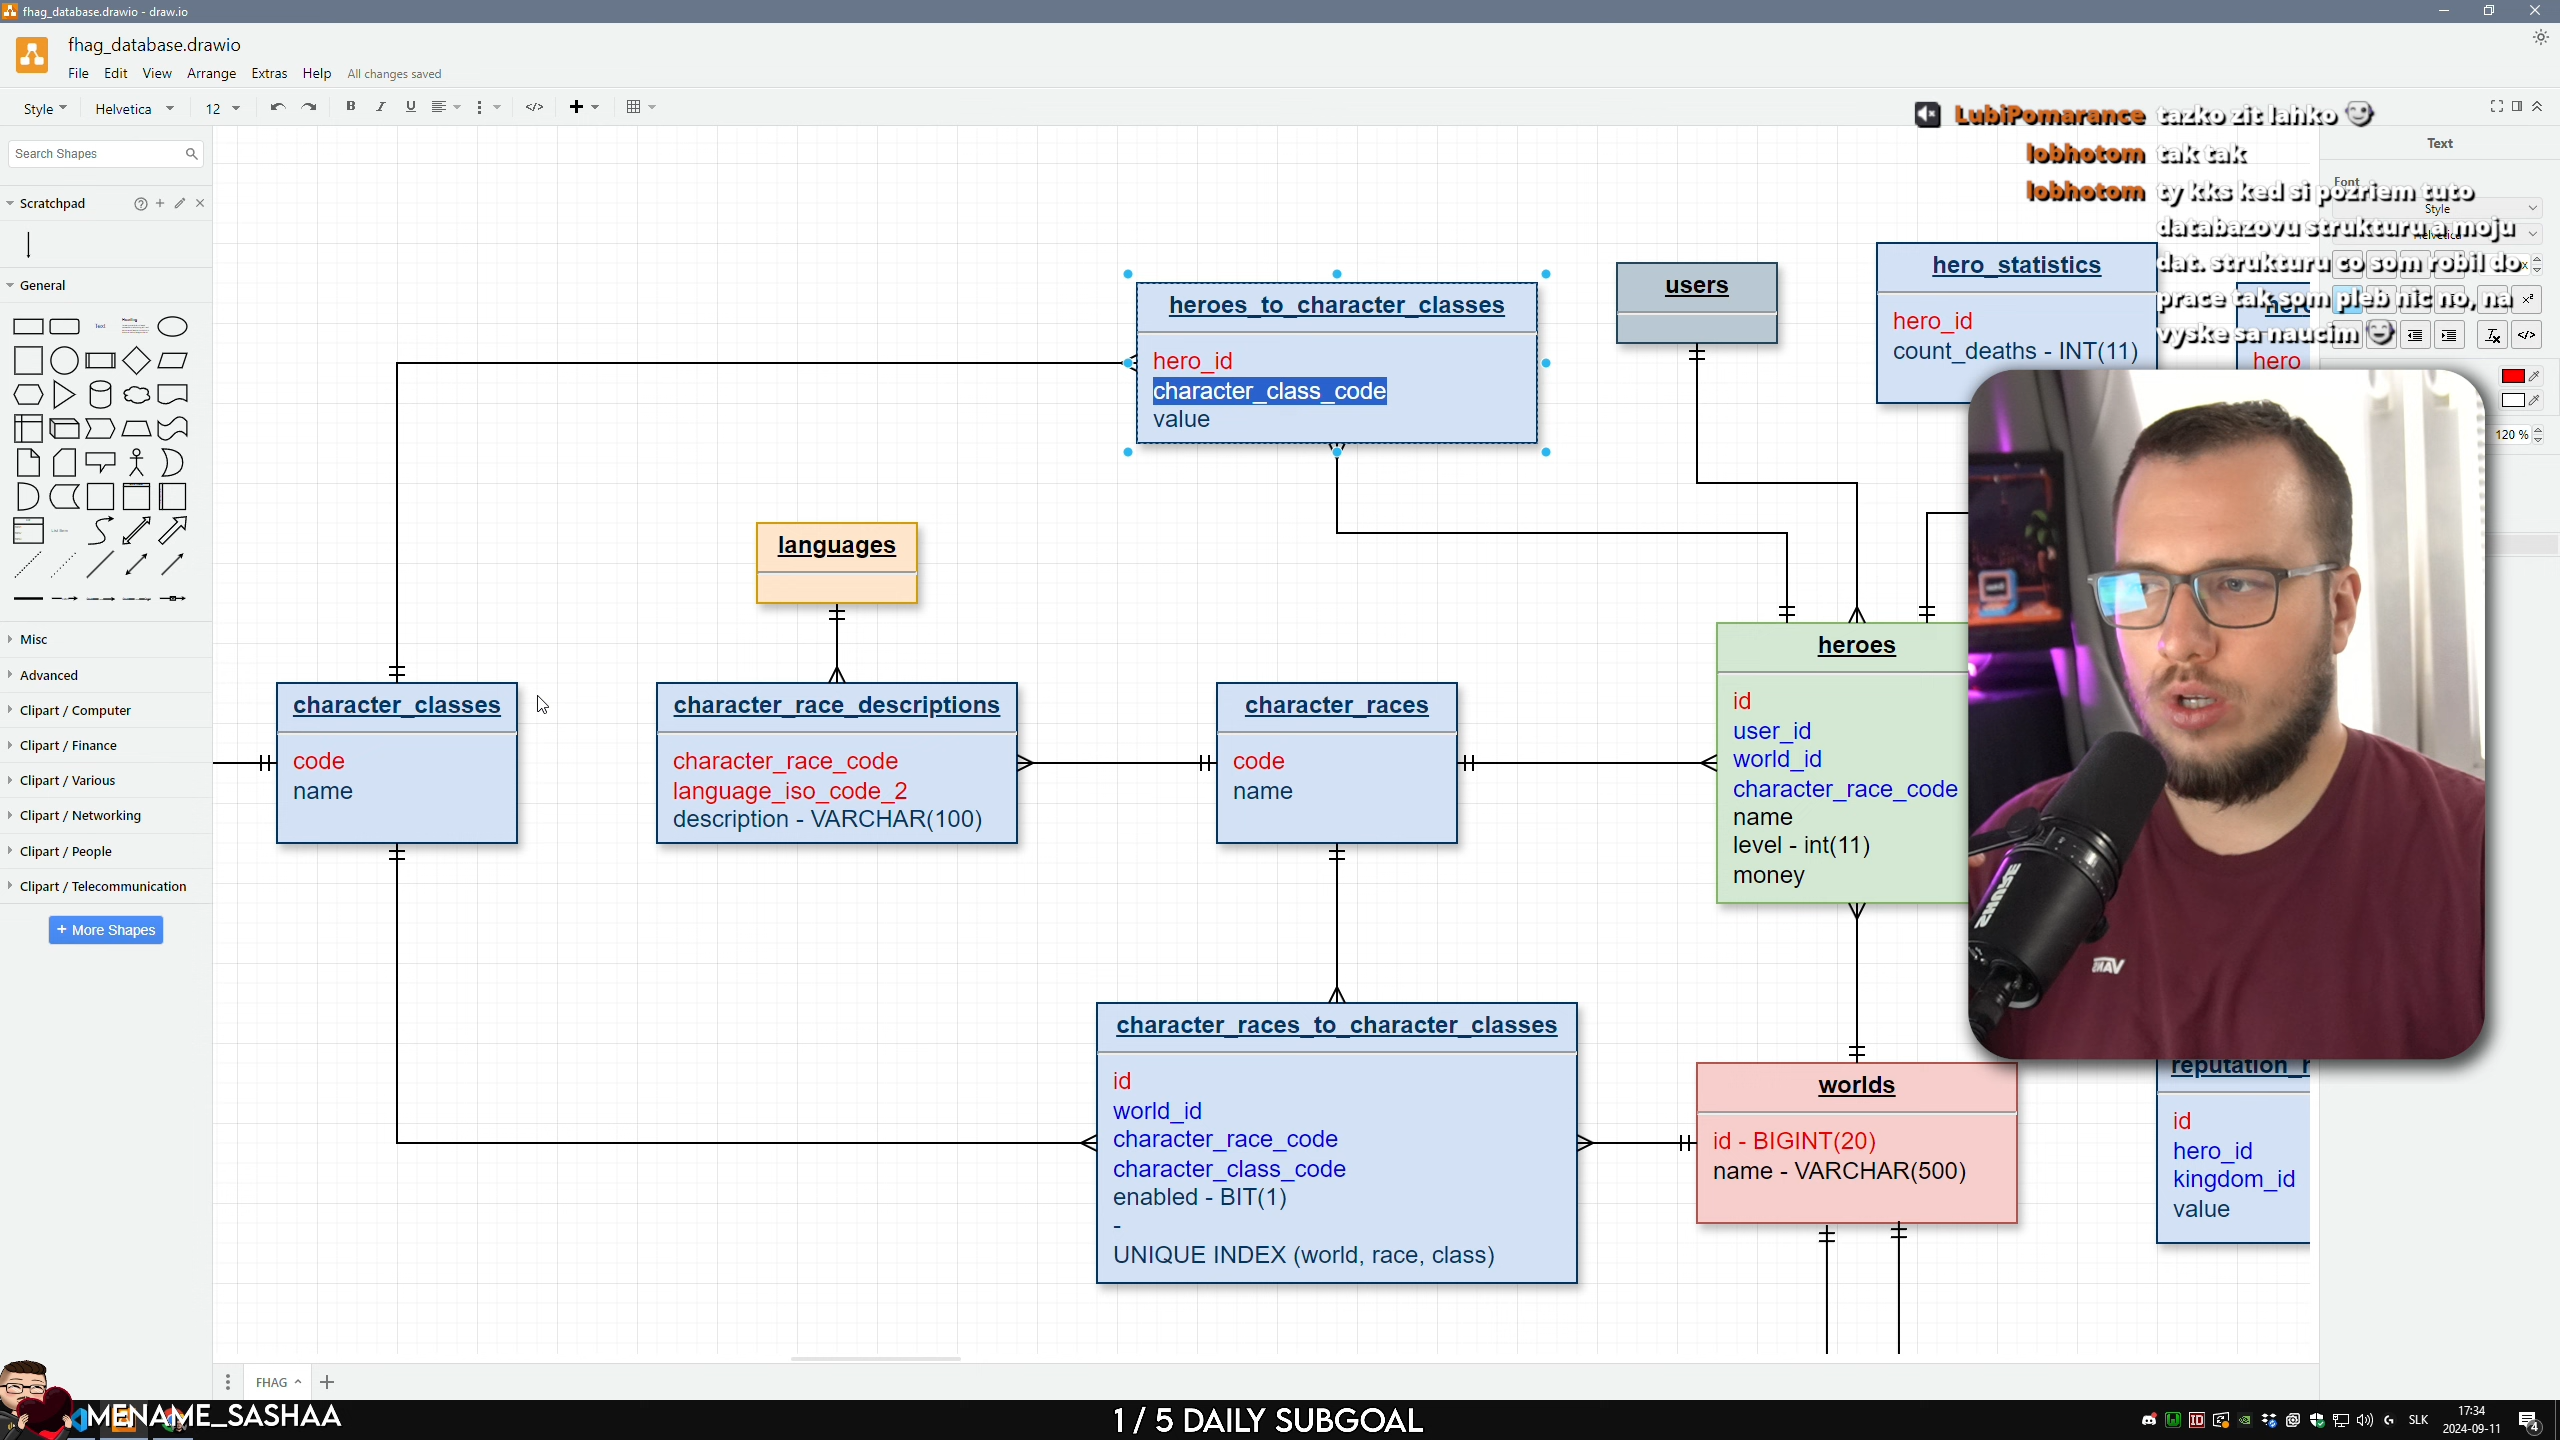 fhag_database.drawio - draw.io
fhag_database.drawio
File Edit View Arrange Extras Help All changes saved
Style Helvetica 12
Search Shapes
Scratchpad
General
Misc
Advanced
Clipart / Computer
Clipart / Finance
Clipart / Various
Clipart / Networking
Clipart / People
Clipart / Telecommunication
+ More Shapes
LubiPomarance tazko zit lahko
lobhotom tak tak
lobhotom ty kks ked si pozriem tuto
databazovu strukturu a moju
dat. strukturu co som robil do
prace tak som pleb nic no, na
vyske sa naucim
Text
Font
Style
Helvetica
120 %
heroes_to_character_classes
hero_id
character_class_code
value
users
hero_statistics
hero_id
count_deaths - INT(11)
hero
languages
character_classes
code
name
character_race_descriptions
character_race_code
language_iso_code_2
description - VARCHAR(100)
character_races
code
name
heroes
id
user_id
world_id
character_race_code
name
level - int(11)
money
character_races_to_character_classes
id
world_id
character_race_code
character_class_code
enabled - BIT(1)
-
UNIQUE INDEX (world, race, class)
worlds
id - BIGINT(20)
name - VARCHAR(500)
id
hero_id
kingdom_id
value
SHURE
FHAG
MENAME_SASHAA
1 / 5 DAILY SUBGOAL
SLK
17:34
2024-09-11
4